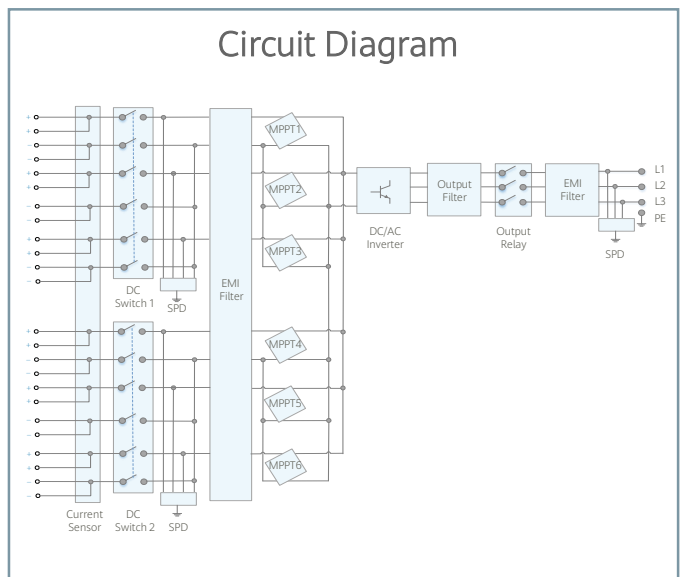 Circuit Diagram
MPPT1
MPPT2
MPPT3
MPPT4
MPPT5
MPPT6
EMI
Filter
DC
Switch 1
SPD
Current
Sensor
DC
Switch 2
SPD
DC/AC
Inverter
Output
Filter
Output
Relay
EMI
Filter
SPD
L1
L2
L3
PE